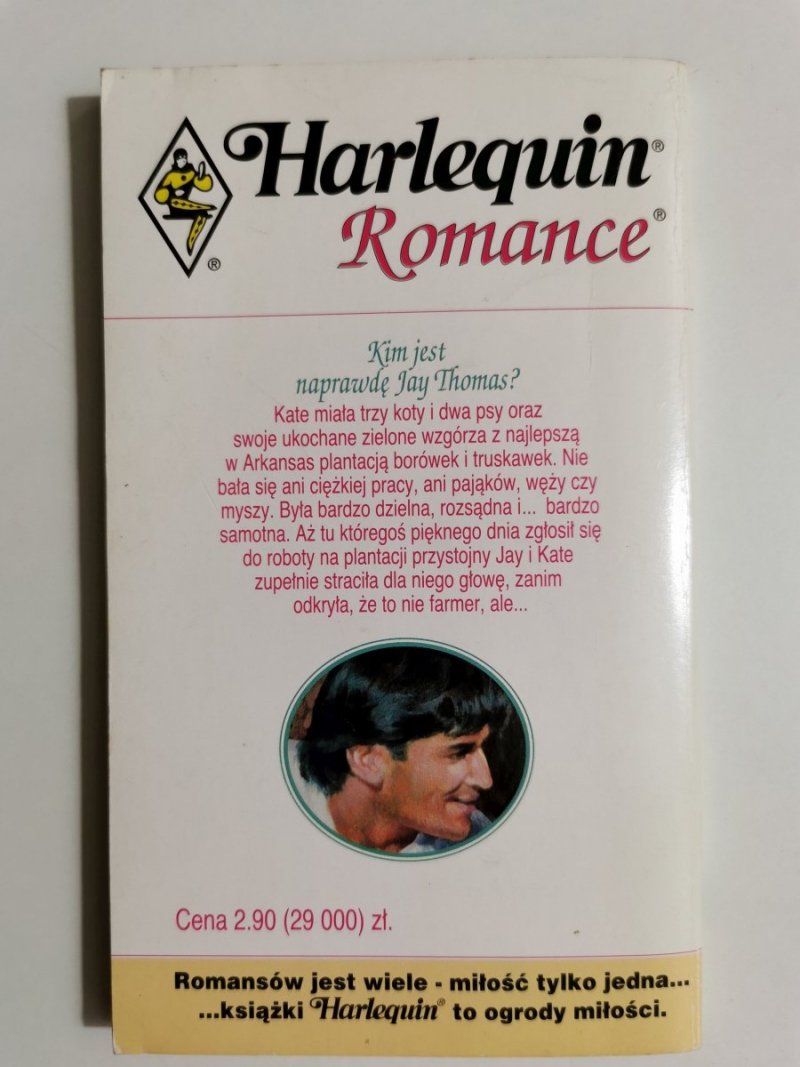 Harlequin®
Romance®
®
Kim jest
naprawdę Jay Thomas?
Kate miała trzy koty i dwa psy oraz
swoje ukochane zielone wzgórza z najlepszą
w Arkansas plantacją borówek i truskawek. Nie
bała się ani ciężkiej pracy, ani pająków, węży czy
myszy. Była bardzo dzielna, rozsądna i... bardzo
samotna. Aż tu któregoś pięknego dnia zgłosił się
do roboty na plantacji przystojny Jay i Kate
zupełnie straciła dla niego głowę, zanim
odkryła, że to nie farmer, ale...
Cena 2.90 (29 000) zł.
Romansów jest wiele - miłość tylko jedna...
...książki Harlequin® to ogrody miłości.